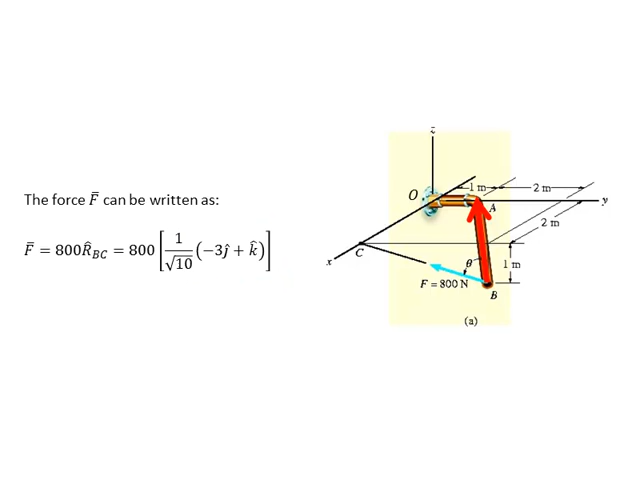 The force F̅ can be written as:
F̅ = 800R̂_BC = 800 [1/√10 (−3ĵ + k̂)]
z
1 m
2 m
O
y
A
2 m
C
x
θ
1 m
F = 800 N
B
(a)